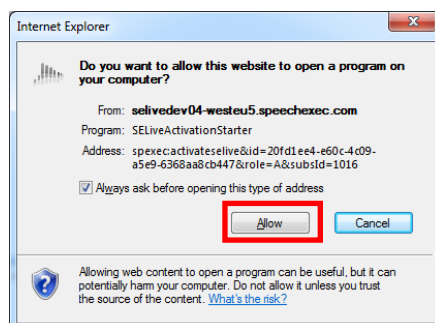 Internet Explorer
Do you want to allow this website to open a program on
your computer?
From: selivedev04-westeu5.speechexec.com
Program: SELiveActivationStarter
Address: spexec:activateselive&id=20fd1ee4-e60c-4c09-
a5e9-6368aa8cb447&role=A&subsId=1016
Always ask before opening this type of address
Allow
Cancel
Allowing web content to open a program can be useful, but it can
potentially harm your computer. Do not allow it unless you trust
the source of the content. What's the risk?